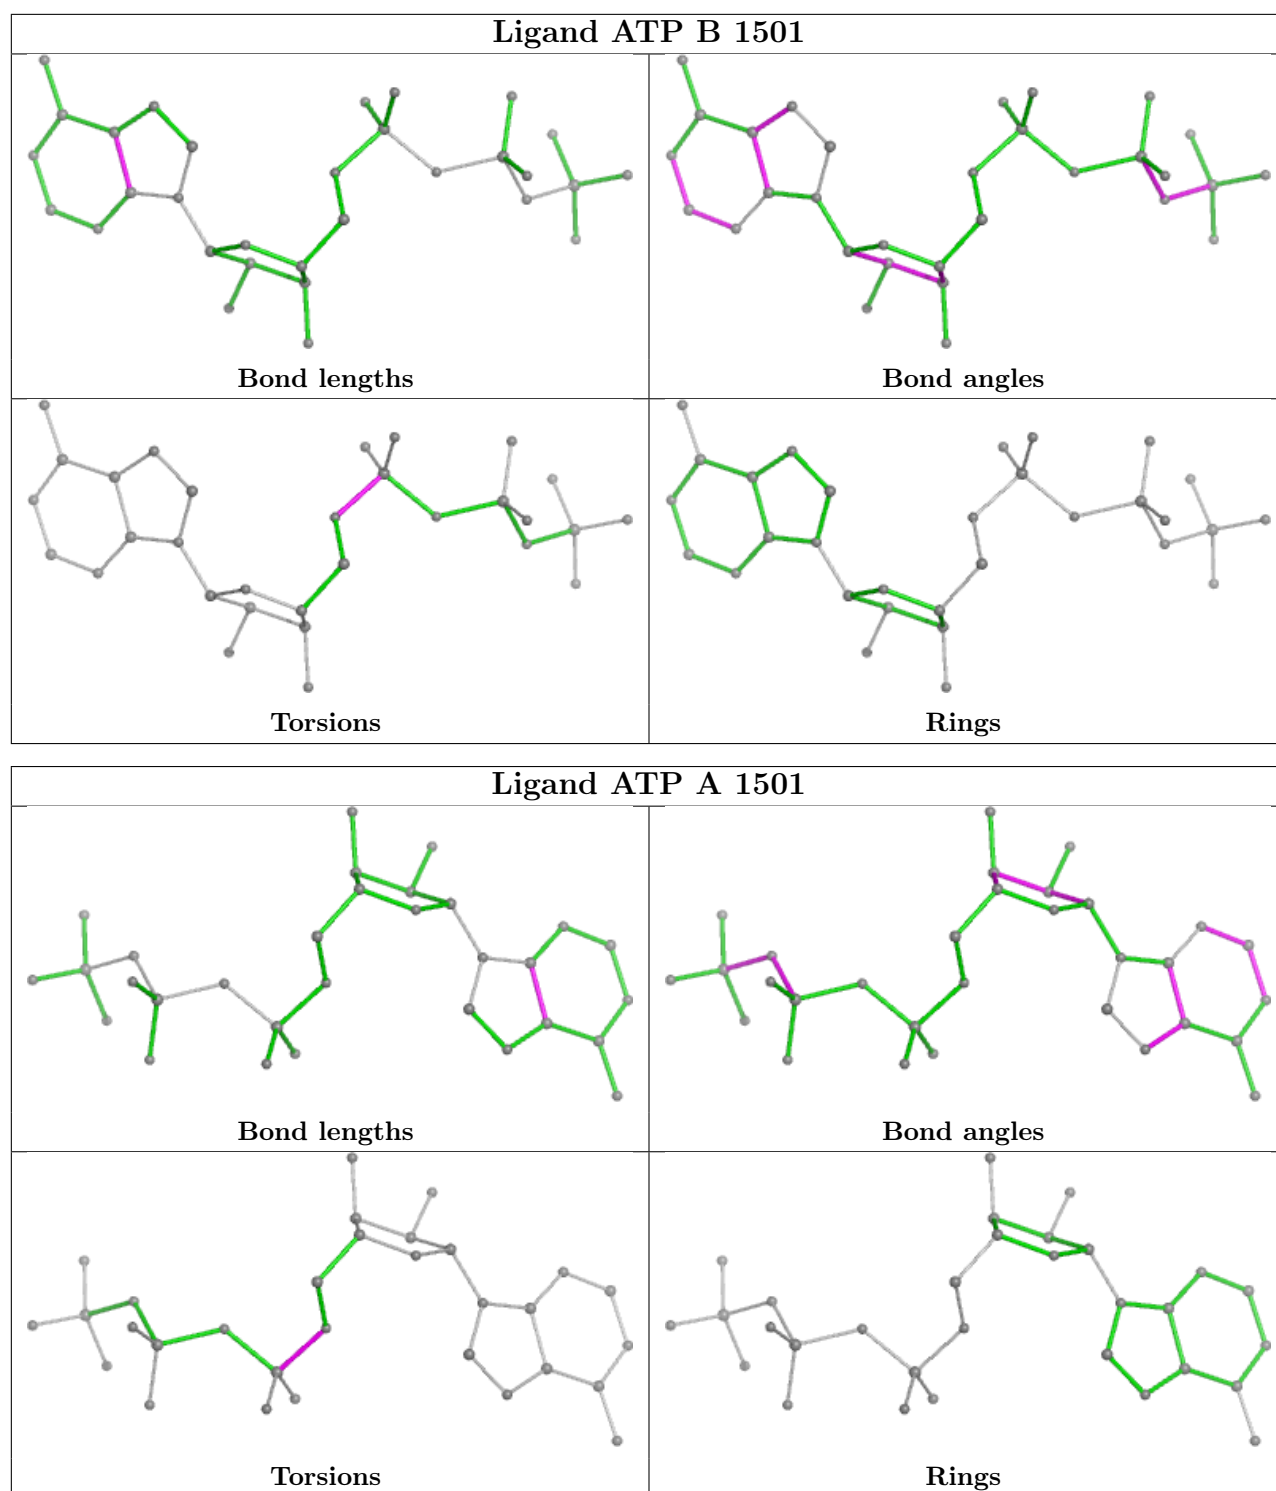 Ligand ATP B 1501
Bond lengths
Bond angles
Torsions
Rings
Ligand ATP A 1501
Bond lengths
Bond angles
Torsions
Rings